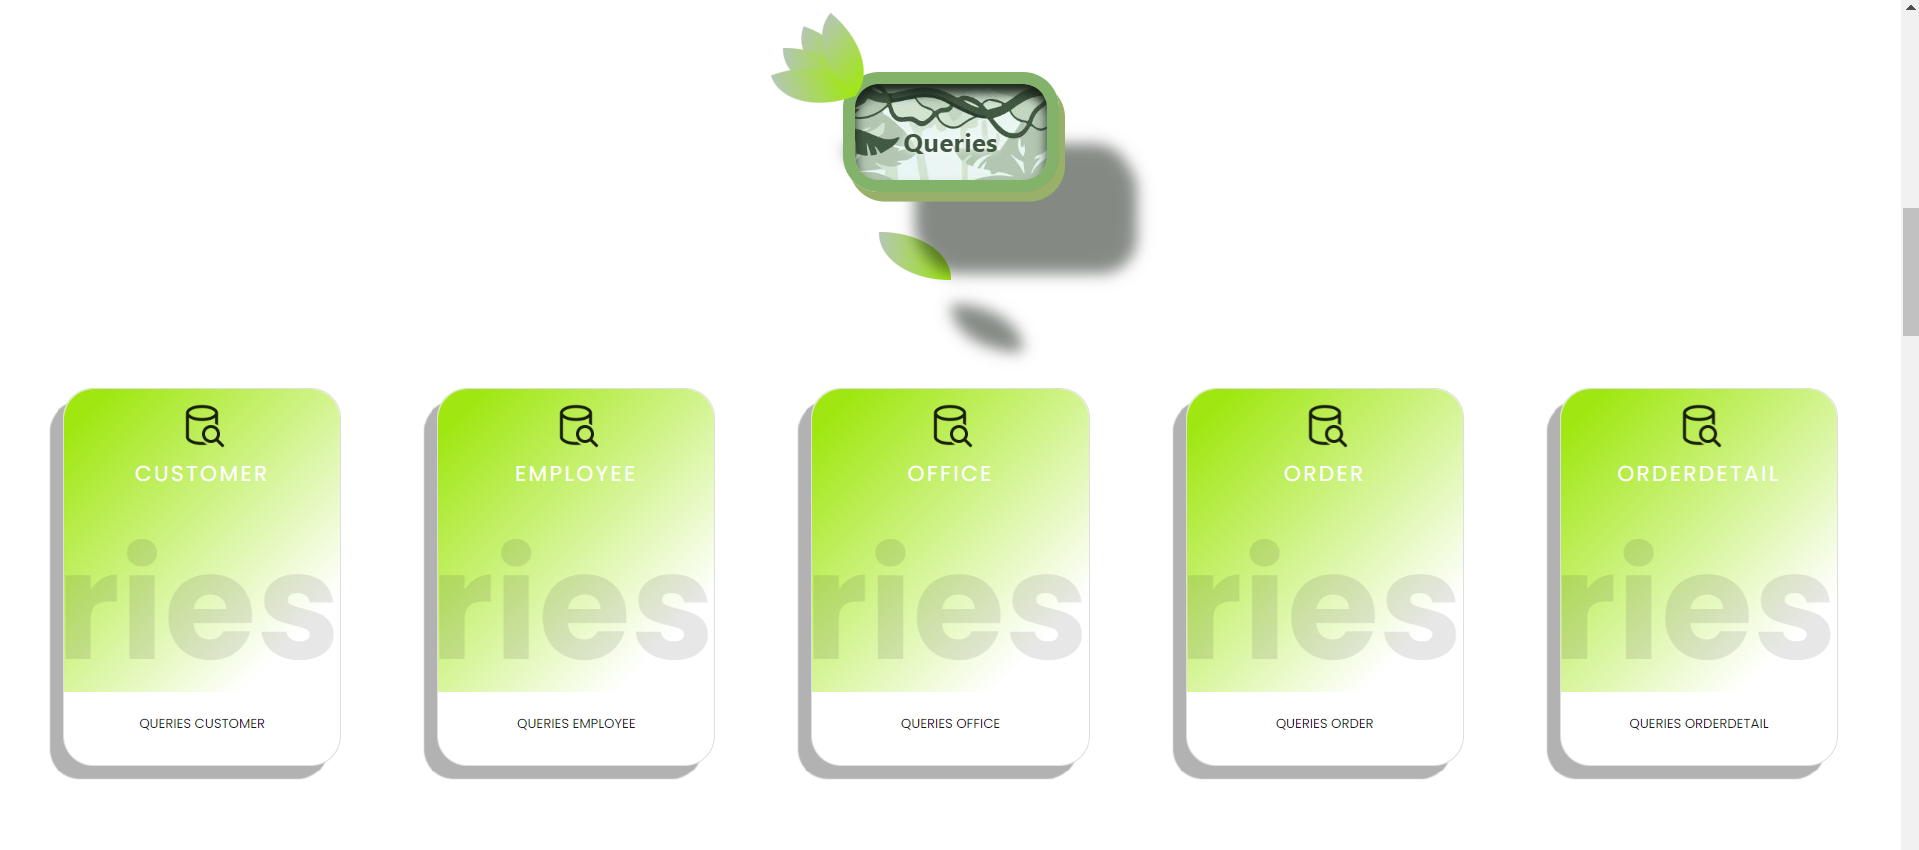 Queries
CUSTOMER
ries
QUERIES CUSTOMER
EMPLOYEE
ries
QUERIES EMPLOYEE
OFFICE
ries
QUERIES OFFICE
ORDER
ries
QUERIES ORDER
ORDERDETAIL
ries
QUERIES ORDERDETAIL